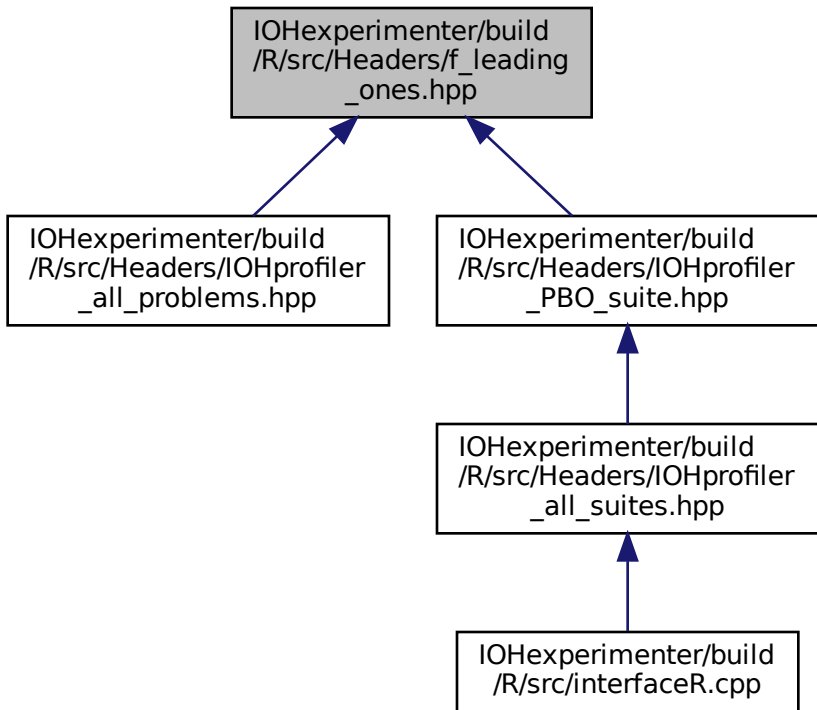 IOHexperimenter/build
/R/src/Headers/f_leading
_ones.hpp
IOHexperimenter/build
/R/src/Headers/IOHprofiler
_all_problems.hpp
IOHexperimenter/build
/R/src/Headers/IOHprofiler
_PBO_suite.hpp
IOHexperimenter/build
/R/src/Headers/IOHprofiler
_all_suites.hpp
IOHexperimenter/build
/R/src/interfaceR.cpp